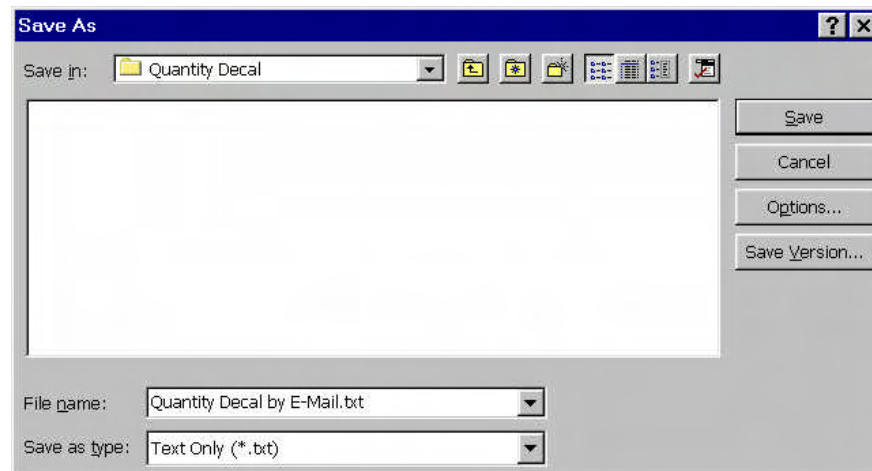 Save As
Save in: Quantity Decal
Save
Cancel
Options...
Save Version...
File name: Quantity Decal by E-Mail.txt
Save as type: Text Only (*.txt)